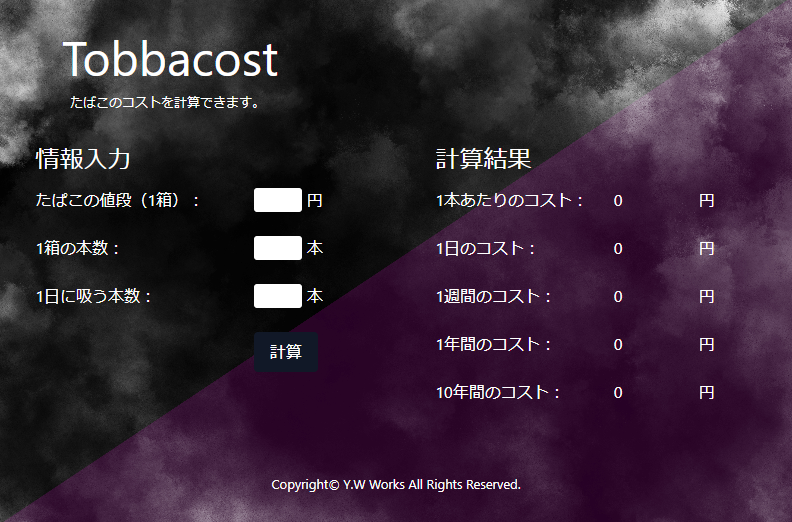 Tobbacost
たばこのコストを計算できます。
情報入力
たばこの値段（1箱）： 円
1箱の本数： 本
1日に吸う本数： 本
計算
計算結果
1本あたりのコスト： 0 円
1日のコスト： 0 円
1週間のコスト： 0 円
1年間のコスト： 0 円
10年間のコスト： 0 円
Copyright© Y.W Works All Rights Reserved.